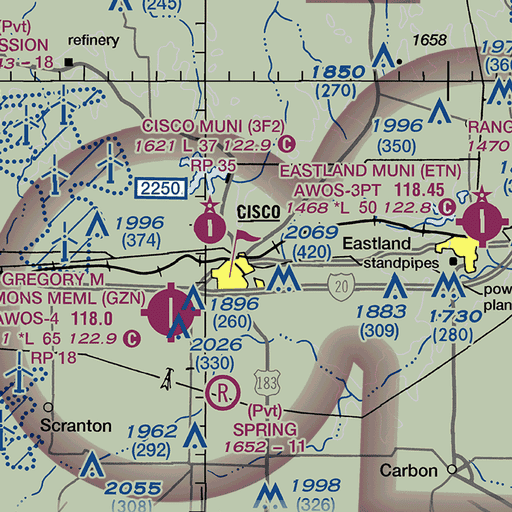 (245)
(Pvt)
SSION
43 - 18
refinery
1658
1850
(270)
197
(360
CISCO MUNI (3F2)
1621 L 37 122.9 C
RP 35
1996
(350)
RANG
1470
EASTLAND MUNI (ETN)
AWOS-3PT 118.45
1468 *L 50 122.8 C
2250
CISCO
1996
(374)
2069
(420)
Eastland
standpipes
GREGORY M
MONS MEML (GZN)
AWOS-4 118.0
1 *L 65 122.9 C
RP 18
1896
(260)
20
1883
(309)
1730
(280)
pow
plan
2026
(330)
R
183
(Pvt)
SPRING
1652 - 11
Scranton
1962
(292)
Carbon
2055
(308)
1998
(326)